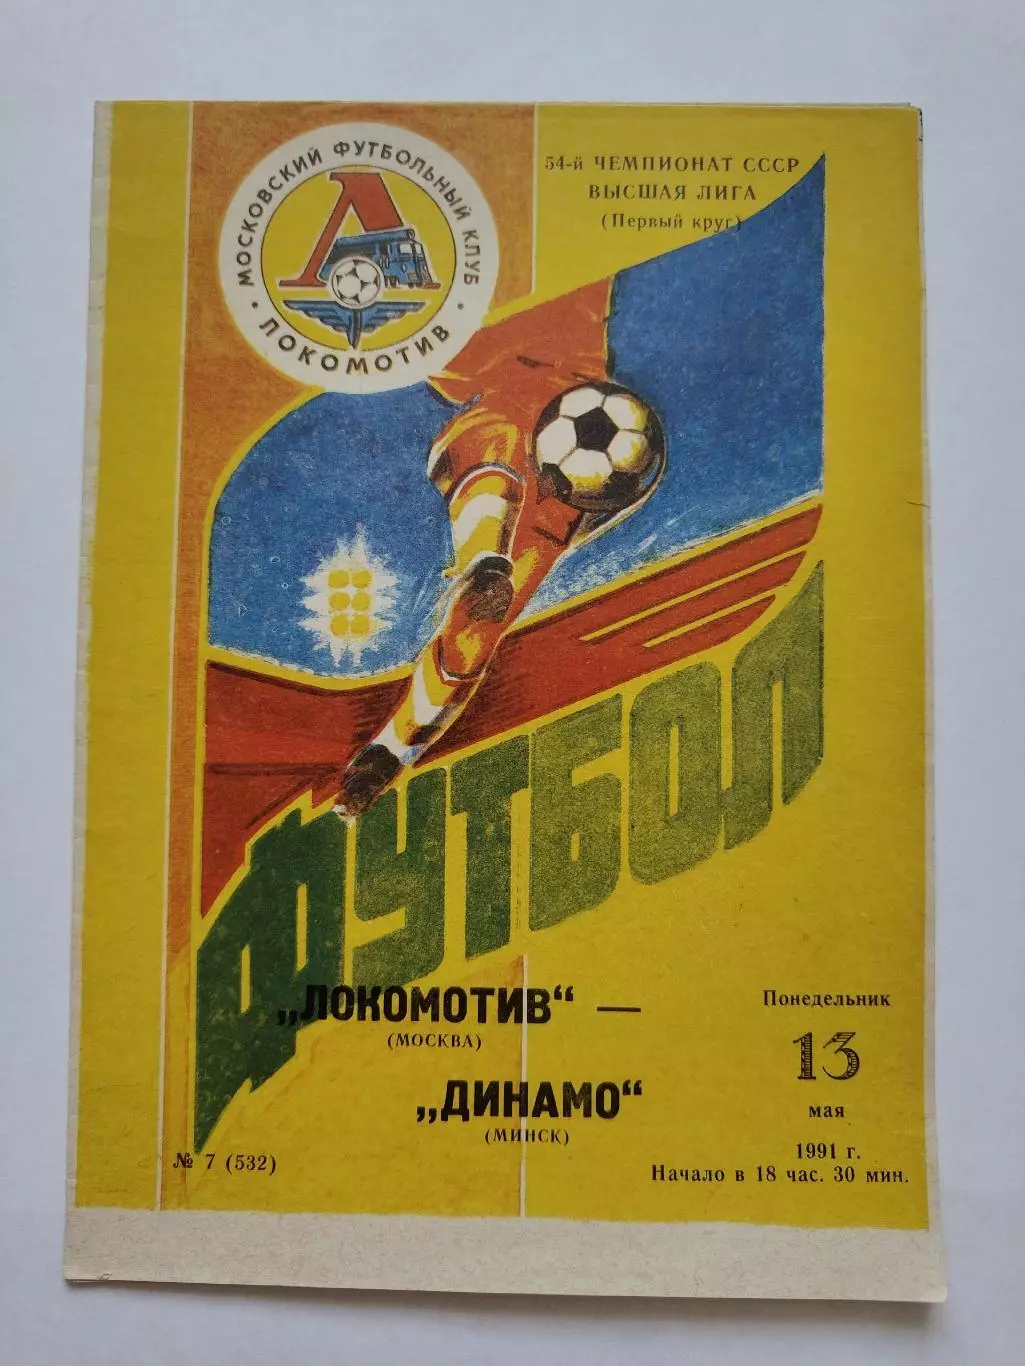 МОСКОВСКИЙ ФУТБОЛЬНЫЙ КЛУБ
• ЛОКОМОТИВ •
Л
54-й ЧЕМПИОНАТ СССР
ВЫСШАЯ ЛИГА
(Первый круг)
ФУТБОЛ
„ЛОКОМОТИВ“ —
(МОСКВА)
„ДИНАМО“
(МИНСК)
Понедельник
13
мая
1991 г.
Начало в 18 час. 30 мин.
№ 7 (532)